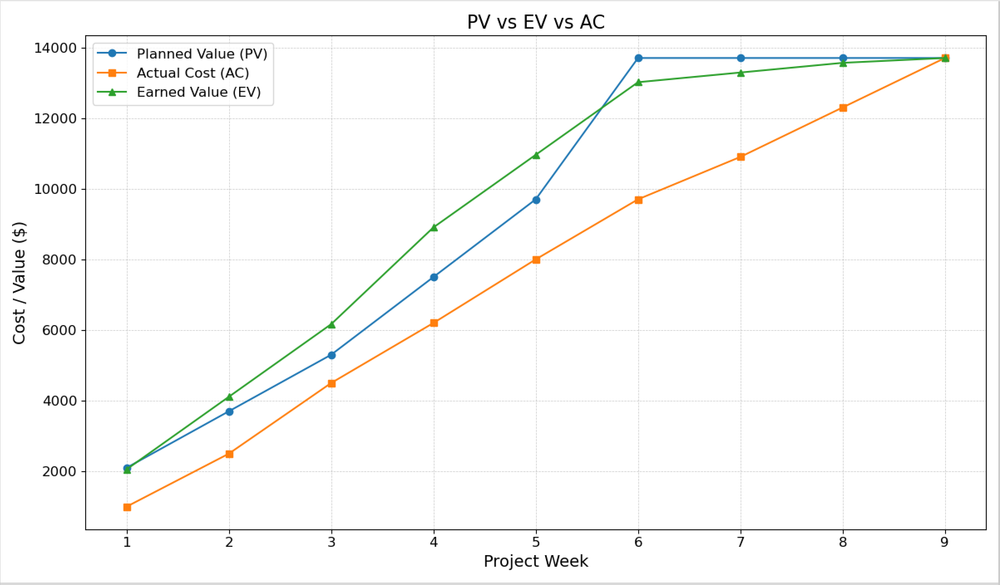 PV vs EV vs AC
Planned Value (PV)
Actual Cost (AC)
Earned Value (EV)
14000
12000
10000
8000
6000
4000
2000
Cost / Value ($)
1 2 3 4 5 6 7 8 9
Project Week